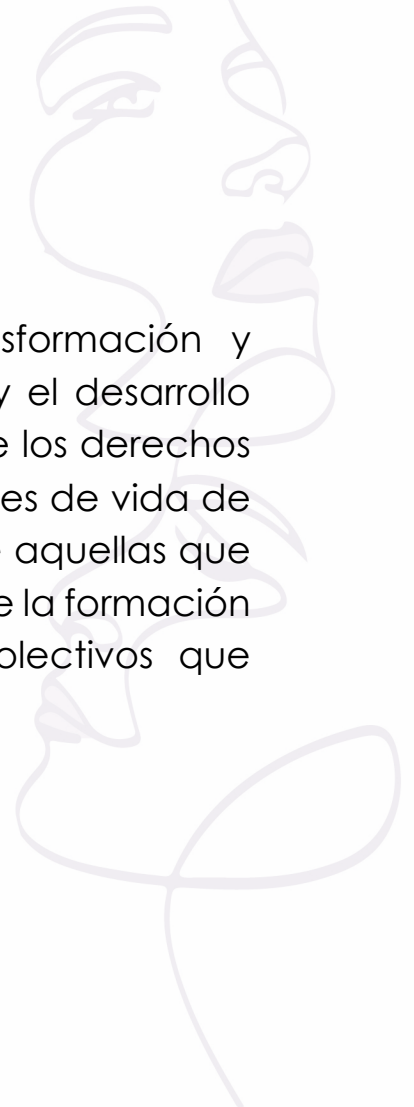 sformación y
y el desarrollo
e los derechos
es de vida de
e aquellas que
e la formación
olectivos que